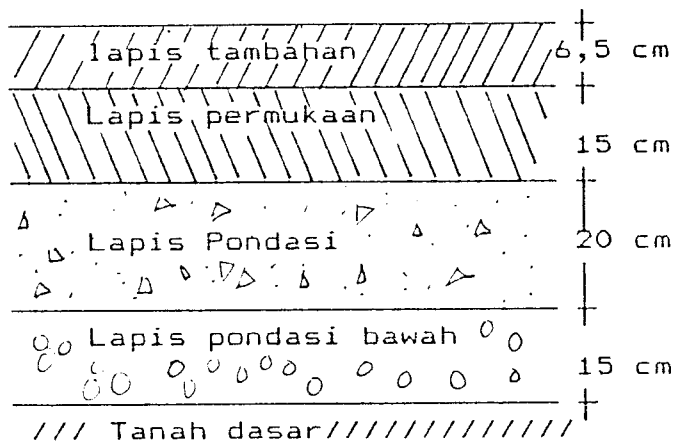 lapis tambahan 6,5 cm
Lapis permukaan
15 cm
Lapis Pondasi 20 cm
Lapis pondasi bawah
15 cm
Tanah dasar